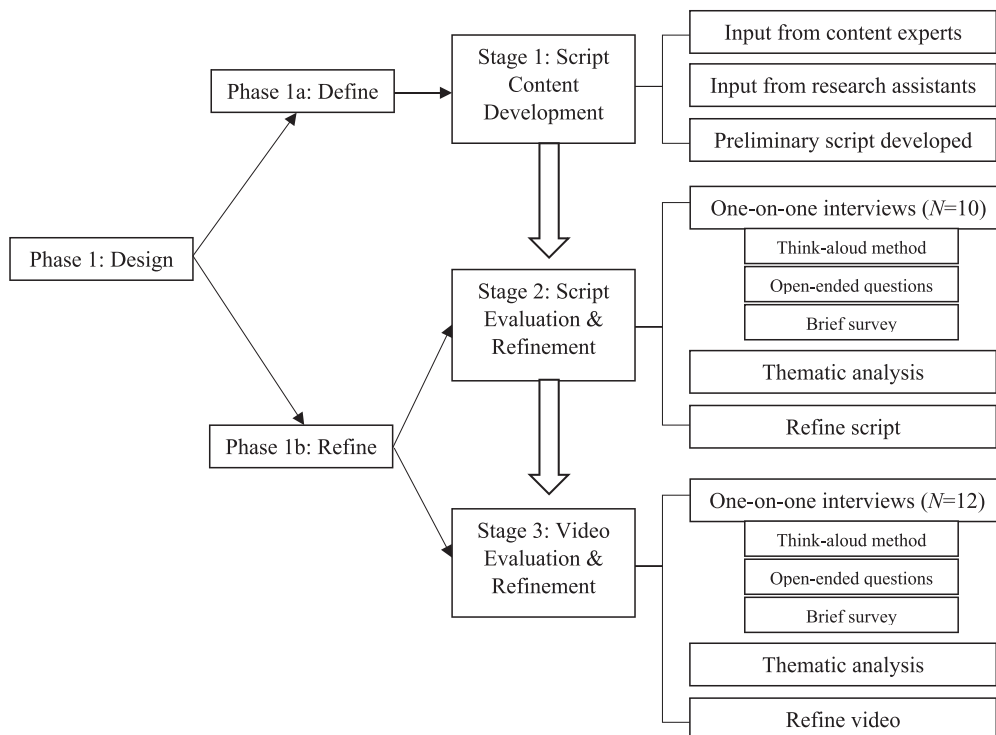 Phase 1: Design
Phase 1a: Define
Phase 1b: Refine
Stage 1: Script
Content
Development
Input from content experts
Input from research assistants
Preliminary script developed
Stage 2: Script
Evaluation &
Refinement
One-on-one interviews (N=10)
Think-aloud method
Open-ended questions
Brief survey
Thematic analysis
Refine script
Stage 3: Video
Evaluation &
Refinement
One-on-one interviews (N=12)
Think-aloud method
Open-ended questions
Brief survey
Thematic analysis
Refine video